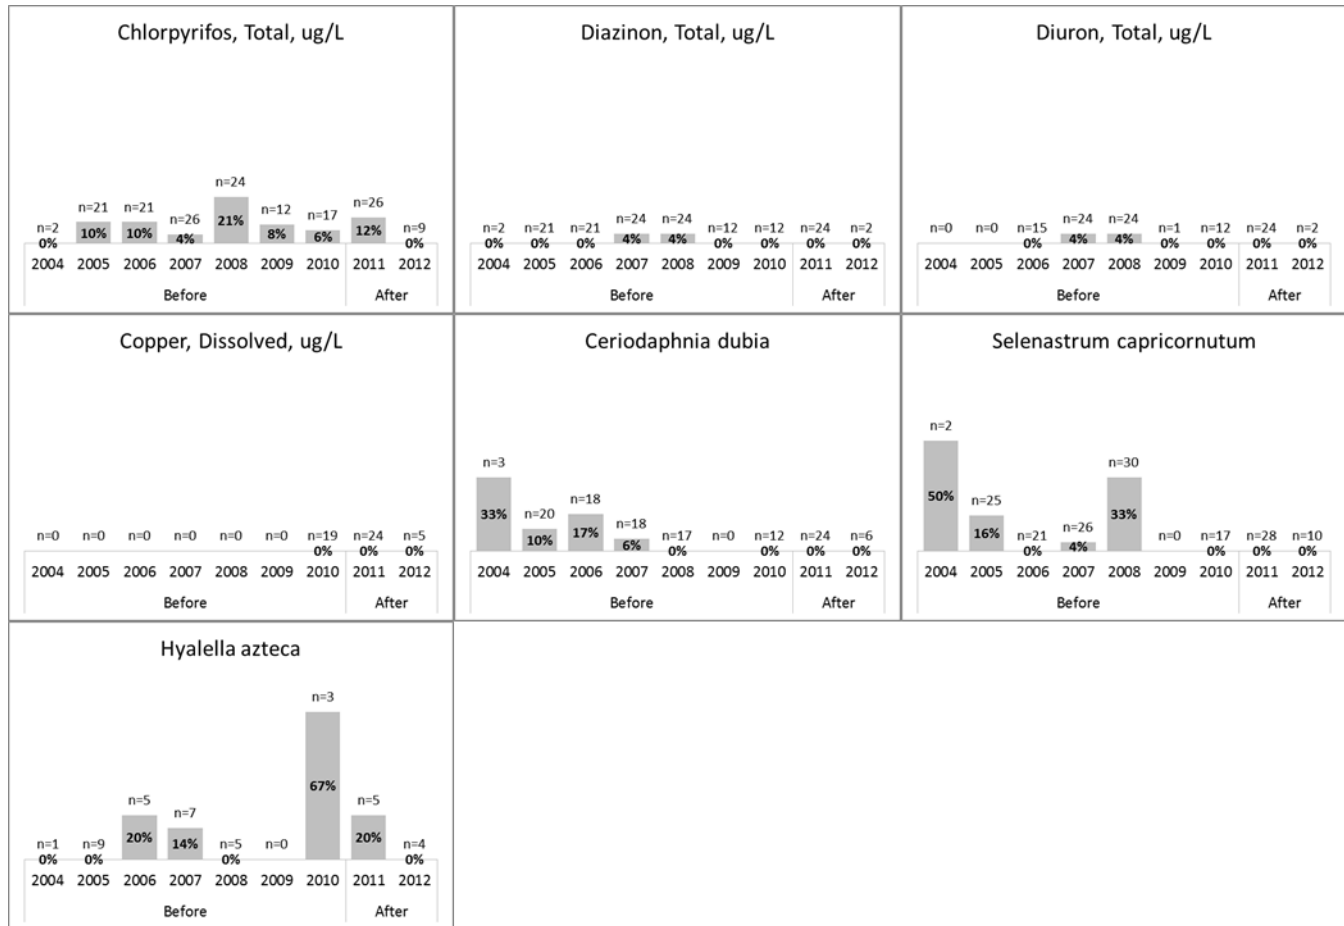 Chlorpyrifos, Total, ug/L
n=2 n=21 n=21 n=26 n=24 n=12 n=17 n=26 n=9
0% 10% 10% 4% 21% 8% 6% 12% 0%
2004 2005 2006 2007 2008 2009 2010 2011 2012
Before After
Diazinon, Total, ug/L
n=2 n=21 n=21 n=24 n=24 n=12 n=12 n=24 n=2
0% 0% 0% 4% 4% 0% 0% 0% 0%
2004 2005 2006 2007 2008 2009 2010 2011 2012
Before After
Diuron, Total, ug/L
n=0 n=0 n=15 n=24 n=24 n=1 n=12 n=24 n=2
0% 4% 4% 0% 0% 0% 0%
2004 2005 2006 2007 2008 2009 2010 2011 2012
Before After
Copper, Dissolved, ug/L
n=0 n=0 n=0 n=0 n=0 n=0 n=19 n=24 n=5
0% 0% 0%
2004 2005 2006 2007 2008 2009 2010 2011 2012
Before After
Ceriodaphnia dubia
n=3 n=20 n=18 n=18 n=17 n=0 n=12 n=24 n=6
33% 10% 17% 6% 0% 0% 0% 0%
2004 2005 2006 2007 2008 2009 2010 2011 2012
Before After
Selenastrum capricornutum
n=2 n=25 n=21 n=26 n=30 n=0 n=17 n=28 n=10
50% 16% 0% 4% 33% 0% 0% 0%
2004 2005 2006 2007 2008 2009 2010 2011 2012
Before After
Hyalella azteca
n=1 n=9 n=5 n=7 n=5 n=0 n=3 n=5 n=4
0% 0% 20% 14% 0% 67% 20% 0%
2004 2005 2006 2007 2008 2009 2010 2011 2012
Before After